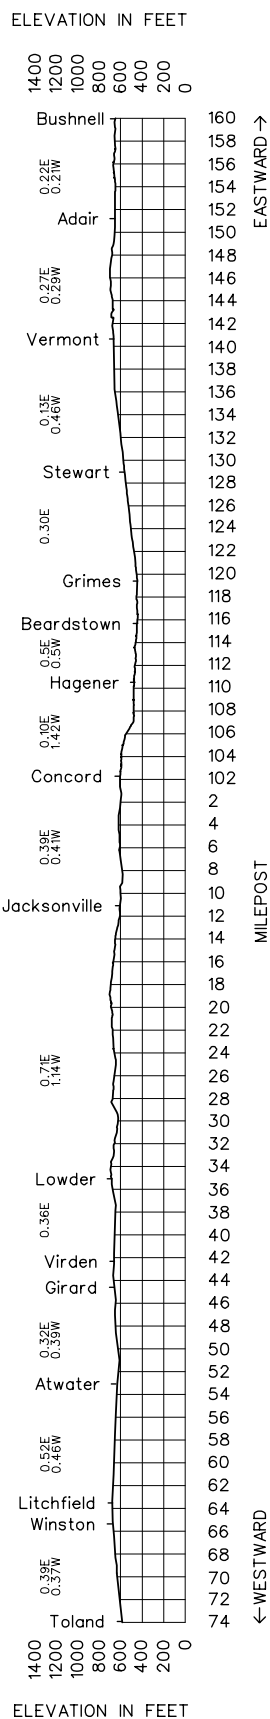 ELEVATION IN FEET
1400 1200 1000 800 600 400 200 0
Bushnell 160
158
0.22E
0.21W
156
154
152
Adair
150
148
0.27E
0.29W
146
144
142
Vermont
140
138
136
0.13E
0.46W
134
132
130
Stewart
128
126
0.30E
124
122
120
Grimes
118
116
Beardstown
114
0.5E
0.5W
112
Hagener
110
108
0.10E
1.42W
106
104
Concord 102
2
4
0.39E
0.41W
6
8
10
Jacksonville
12
14
16
18
20
22
24
0.71E
1.14W
26
28
30
32
34
Lowder
36
0.36E
38
40
Virden 42
44
Girard
46
0.32E
0.39W
48
50
52
Atwater
54
56
58
0.52E
0.46W
60
62
Litchfield 64
Winston
66
68
0.39E
0.37W
70
72
Toland 74
1400 1200 1000 800 600 400 200 0
ELEVATION IN FEET
EASTWARD →
MILEPOST
← WESTWARD